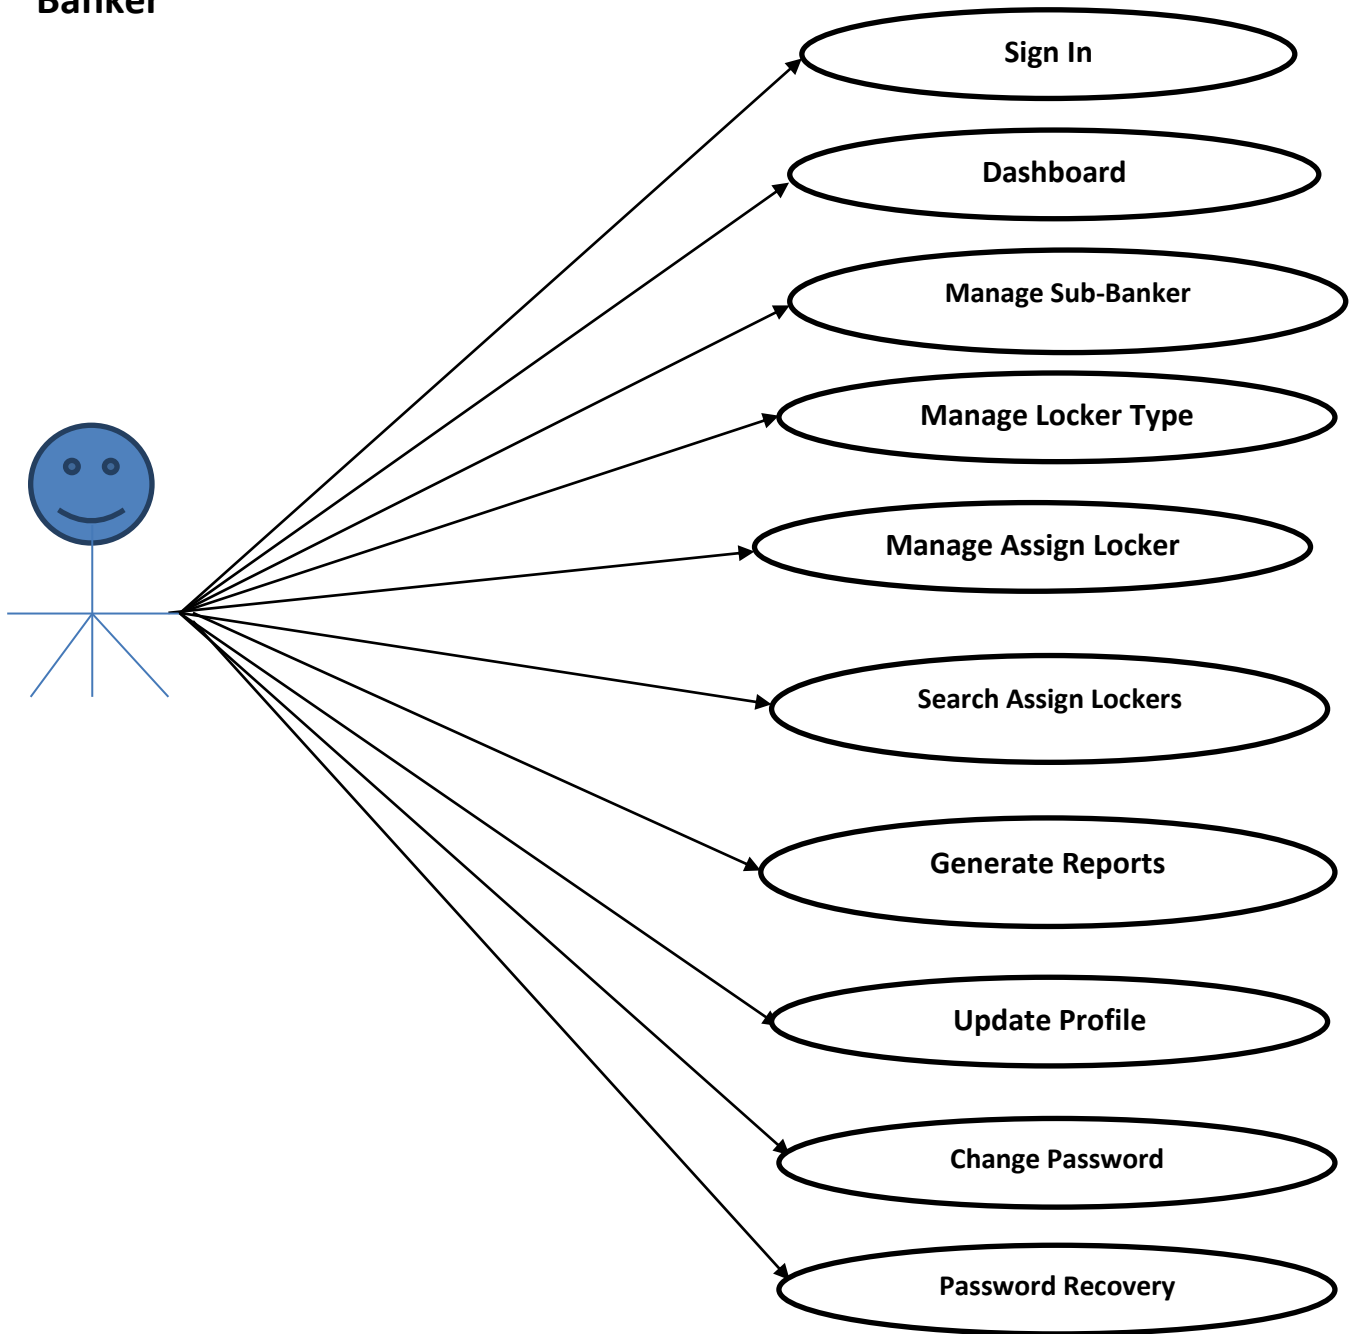 Banker
Sign In
Dashboard
Manage Sub-Banker
Manage Locker Type
Manage Assign Locker
Search Assign Lockers
Generate Reports
Update Profile
Change Password
Password Recovery